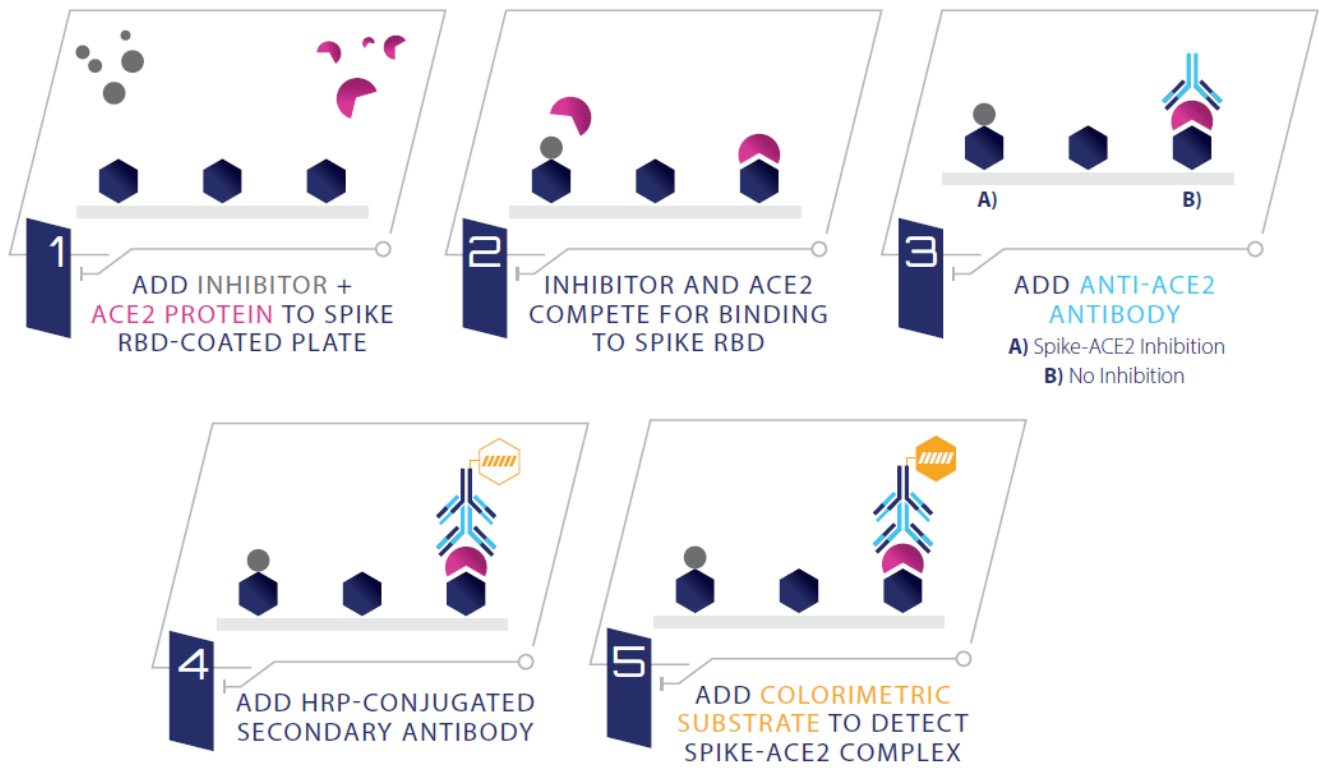 1
ADD INHIBITOR +
ACE2 PROTEIN TO SPIKE
RBD-COATED PLATE
2
INHIBITOR AND ACE2
COMPETE FOR BINDING
TO SPIKE RBD
A)
B)
3
ADD ANTI-ACE2
ANTIBODY
A) Spike-ACE2 Inhibition
B) No Inhibition
4
ADD HRP-CONJUGATED
SECONDARY ANTIBODY
5
ADD COLORIMETRIC
SUBSTRATE TO DETECT
SPIKE-ACE2 COMPLEX